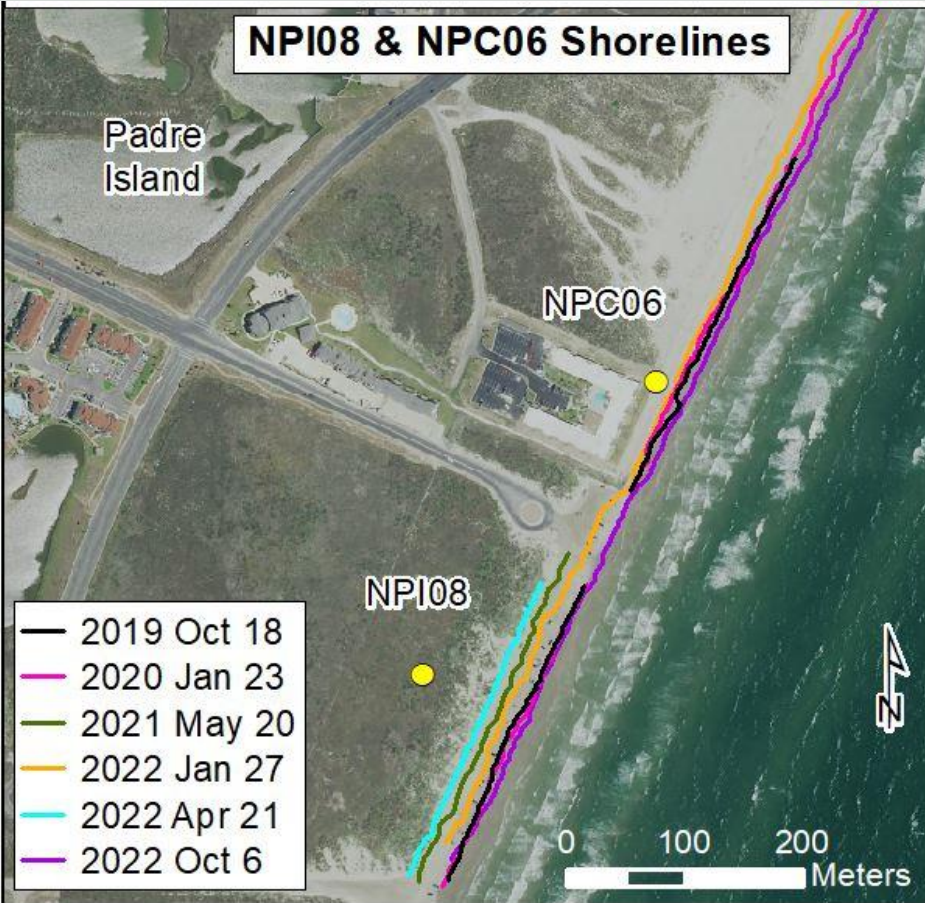 NPI08 & NPC06 Shorelines
Padre
Island
NPC06
NPI08
2019 Oct 18
2020 Jan 23
2021 May 20
2022 Jan 27
2022 Apr 21
2022 Oct 6
N
0 100 200
Meters